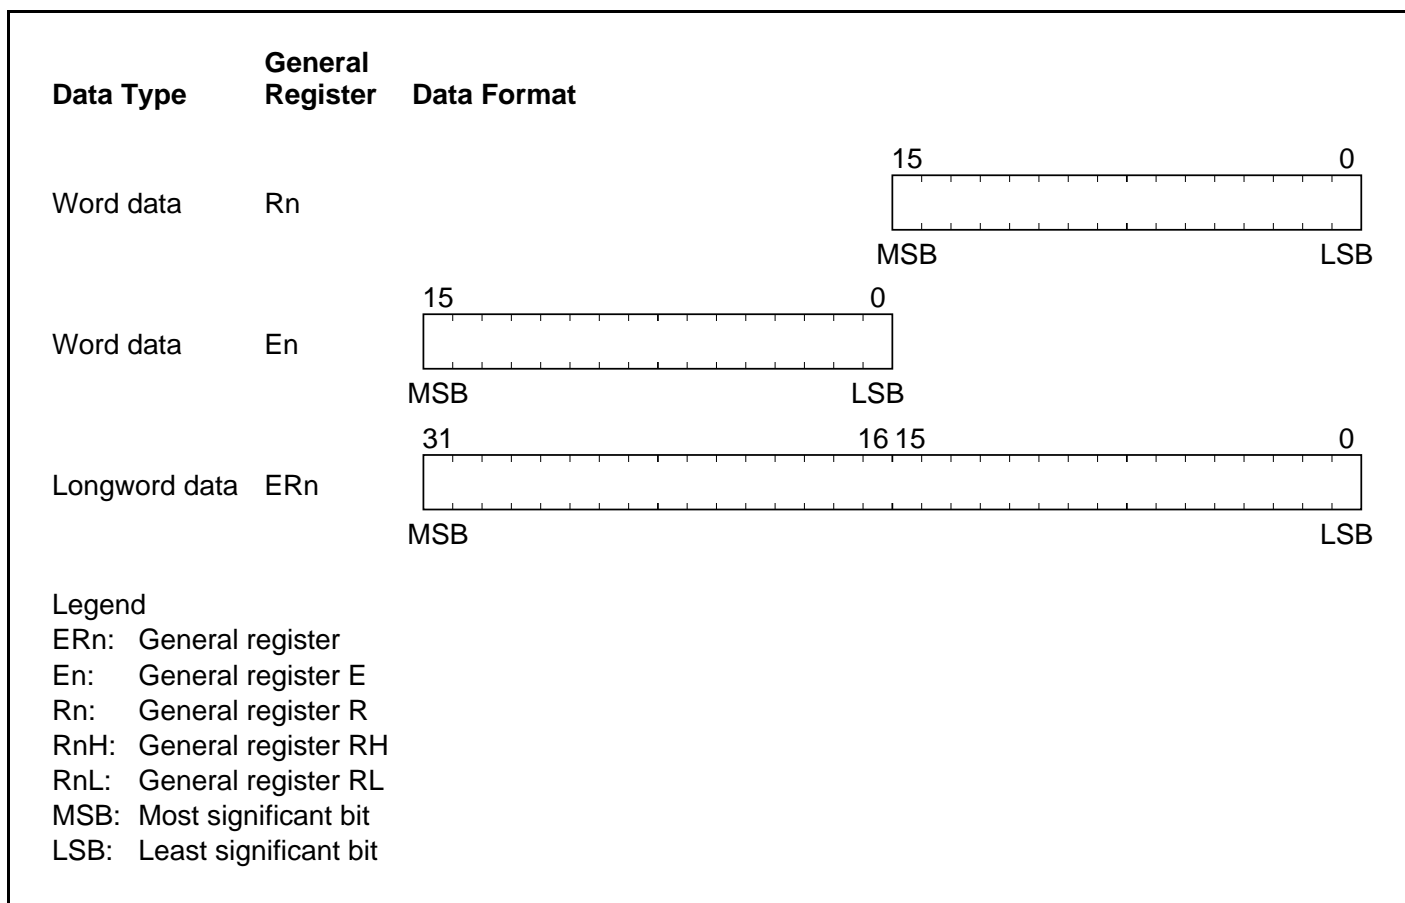 General
Data Type Register Data Format
15 0
Word data Rn
MSB LSB
15 0
Word data En
MSB LSB
31 16 15 0
Longword data ERn
MSB LSB
Legend
ERn: General register
En: General register E
Rn: General register R
RnH: General register RH
RnL: General register RL
MSB: Most significant bit
LSB: Least significant bit